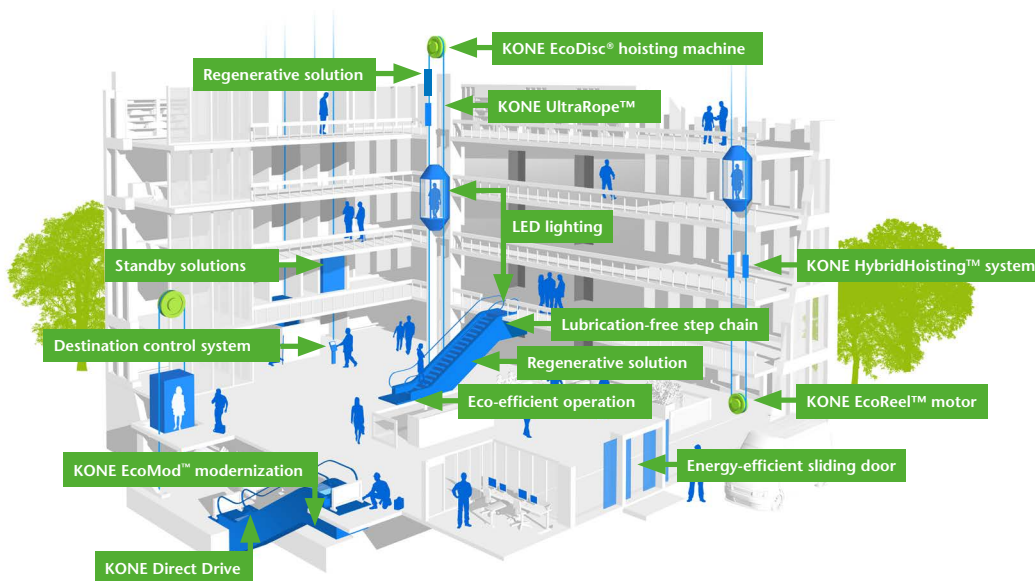 KONE EcoDisc® hoisting machine
Regenerative solution
KONE UltraRope™
LED lighting
Standby solutions
KONE HybridHoisting™ system
Lubrication-free step chain
Destination control system
Regenerative solution
Eco-efficient operation
KONE EcoReel™ motor
KONE EcoMod™ modernization
Energy-efficient sliding door
KONE Direct Drive